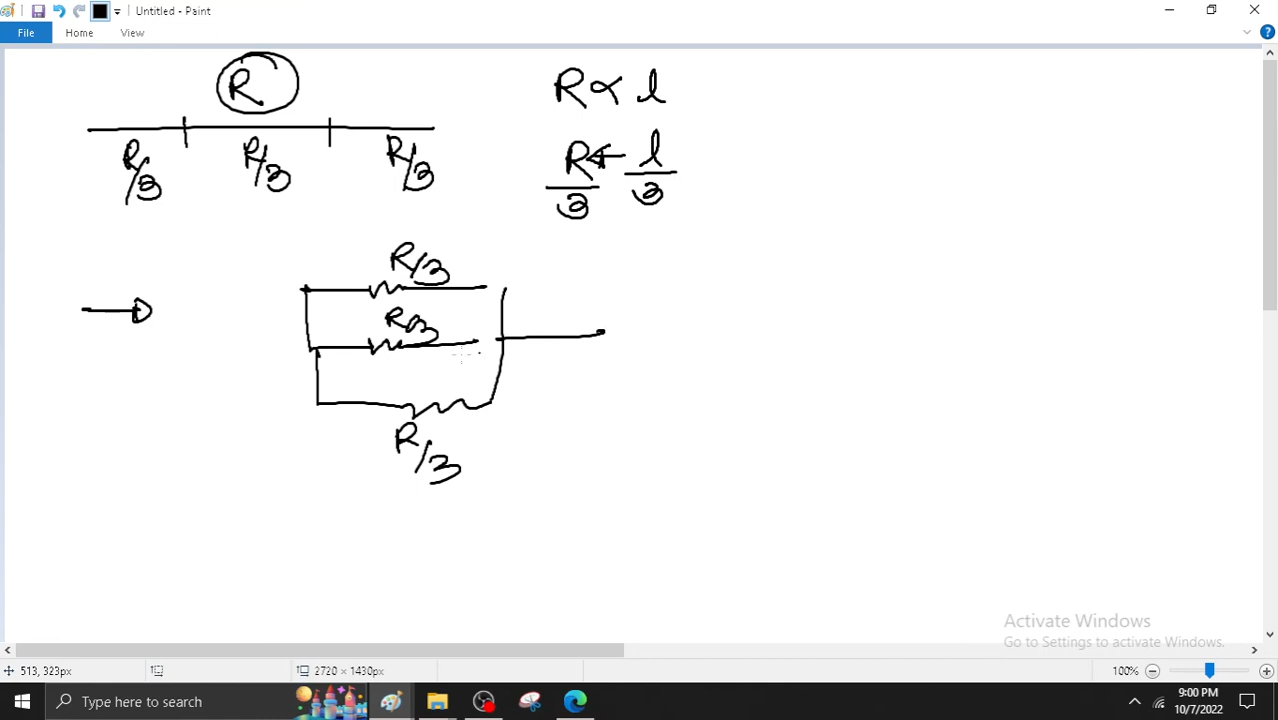 Untitled - Paint
File Home View
R
R/3 R/3 R/3
R ∝ l
R/3 ← l/3
R/3
R/3
R/3
Activate Windows
Go to Settings to activate Windows.
513, 323px
2720 × 1430px
100%
Type here to search
9:00 PM
10/7/2022